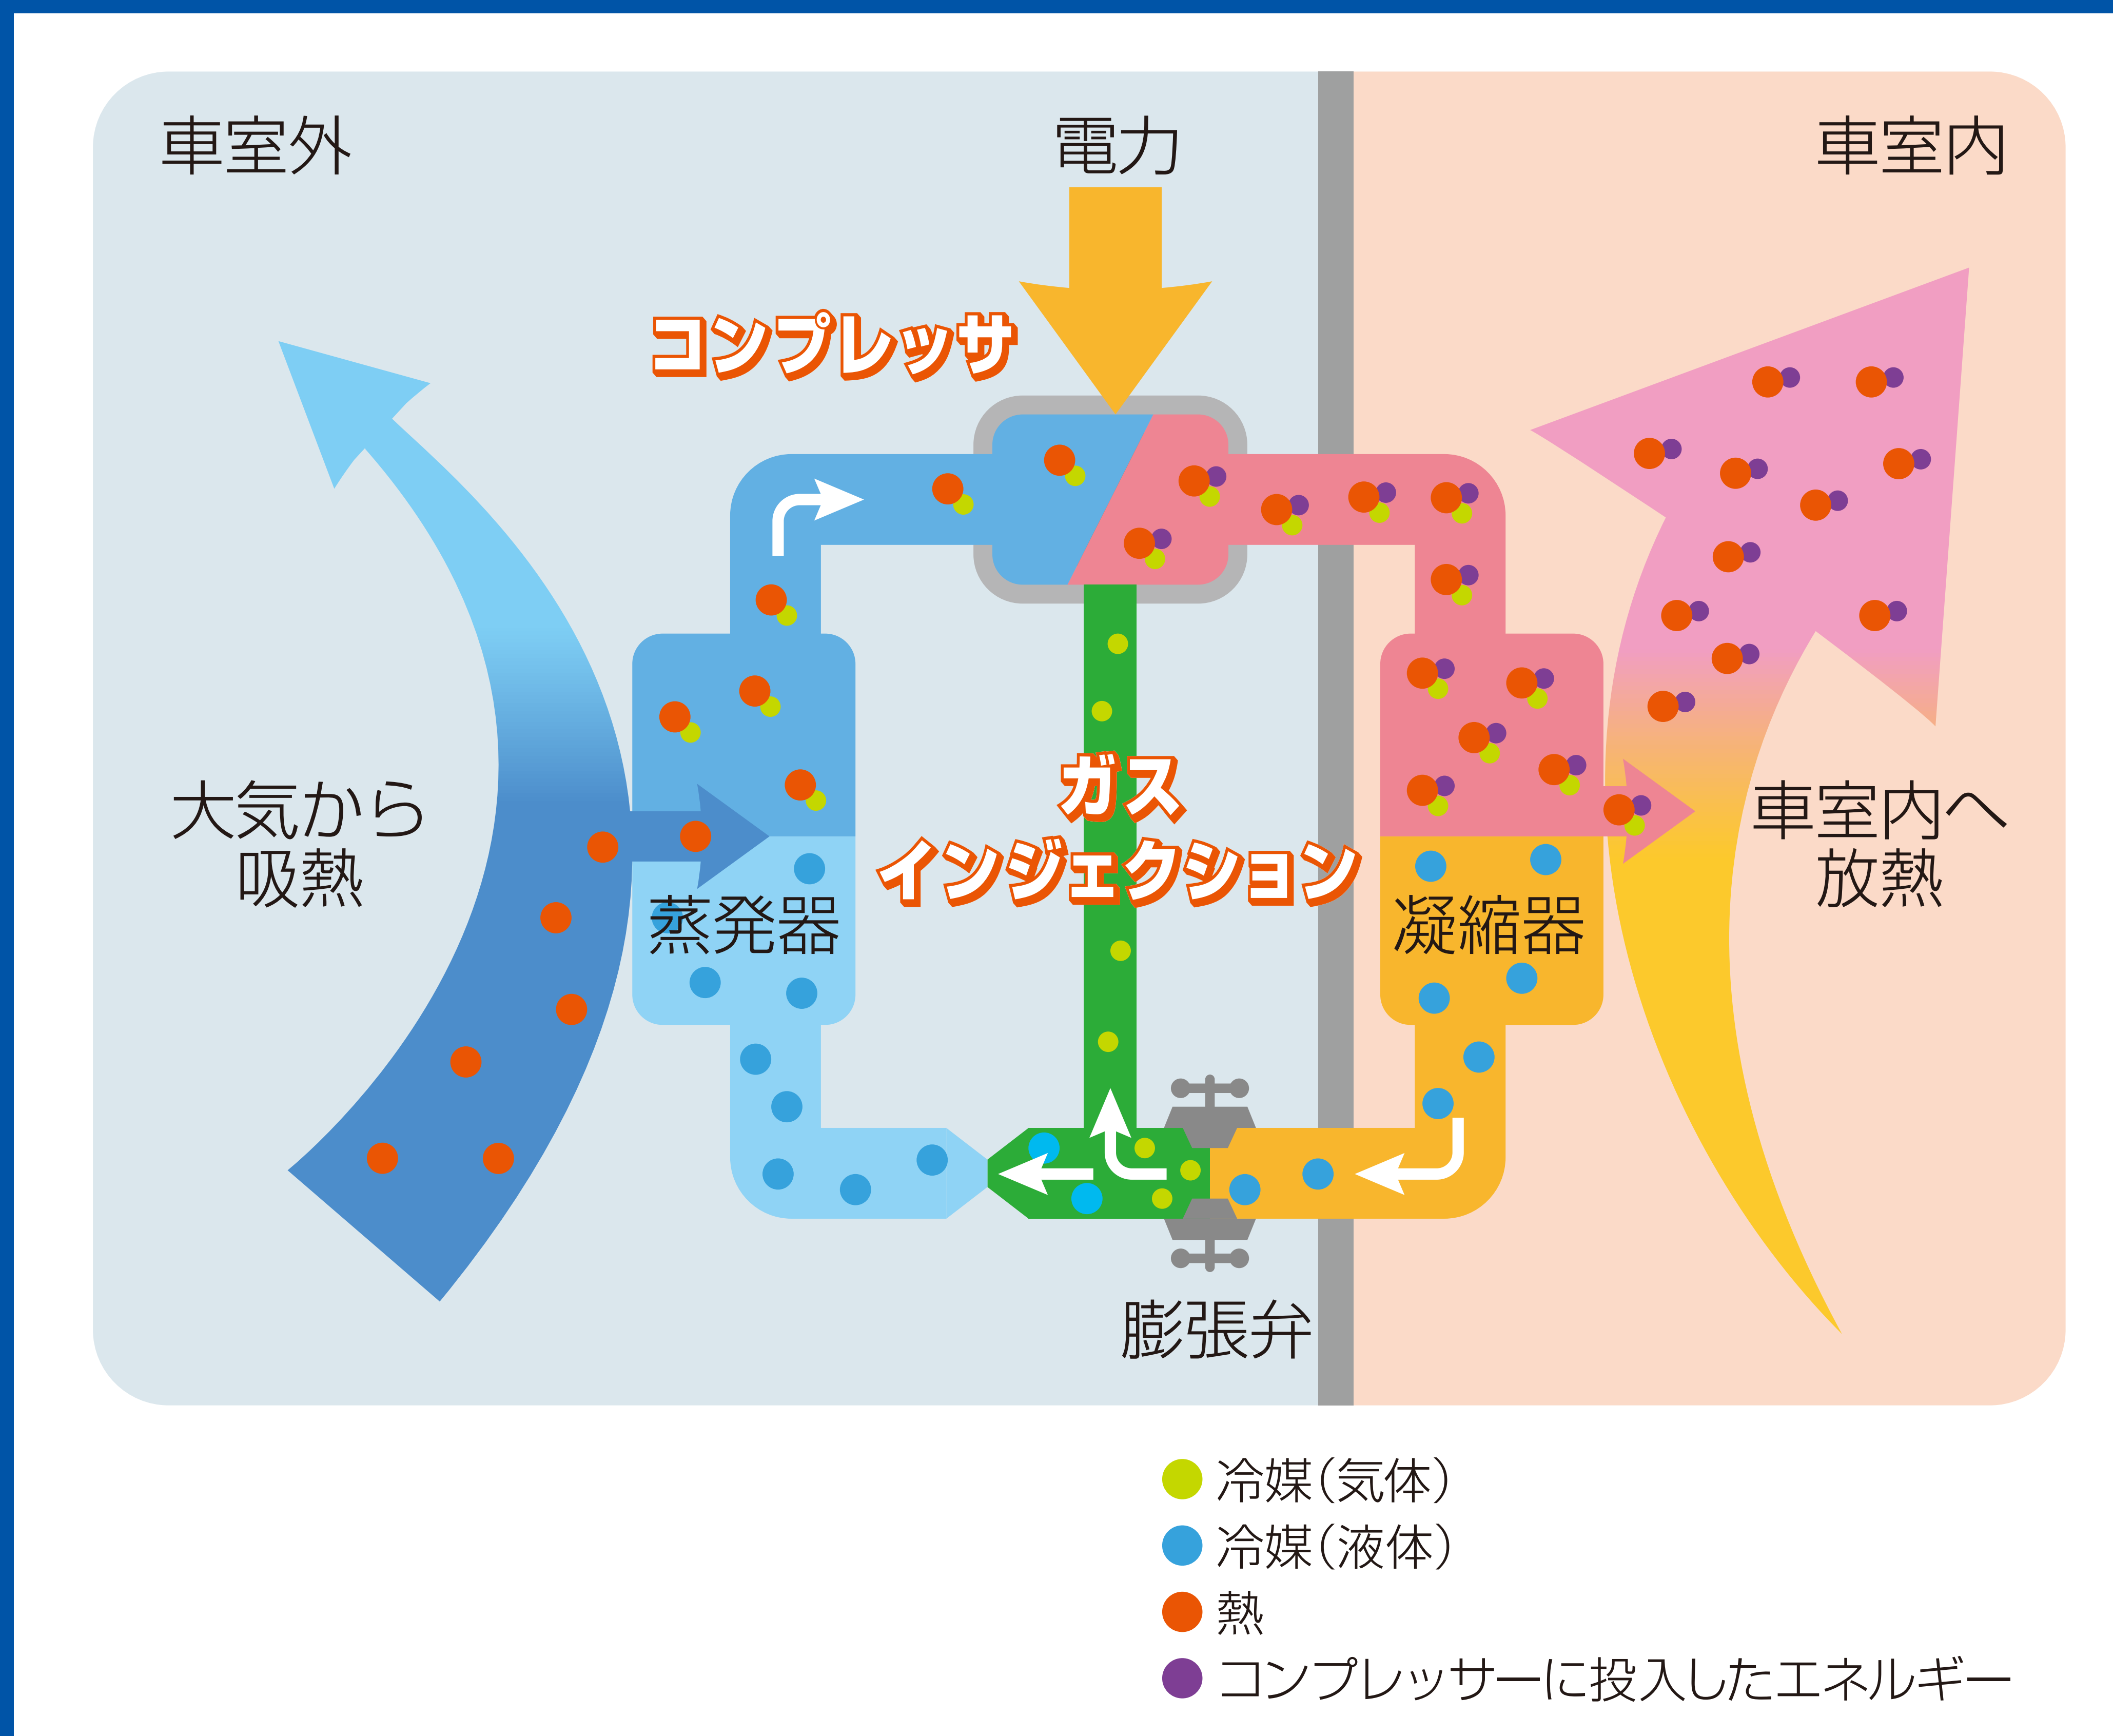 車室外
電力
車室内
コンプレッサ
大気から
吸熱
ガス
インジェクション
車室内へ
放熱
蒸発器
凝縮器
膨張弁
冷媒（気体）
冷媒（液体）
熱
コンプレッサーに投入したエネルギー